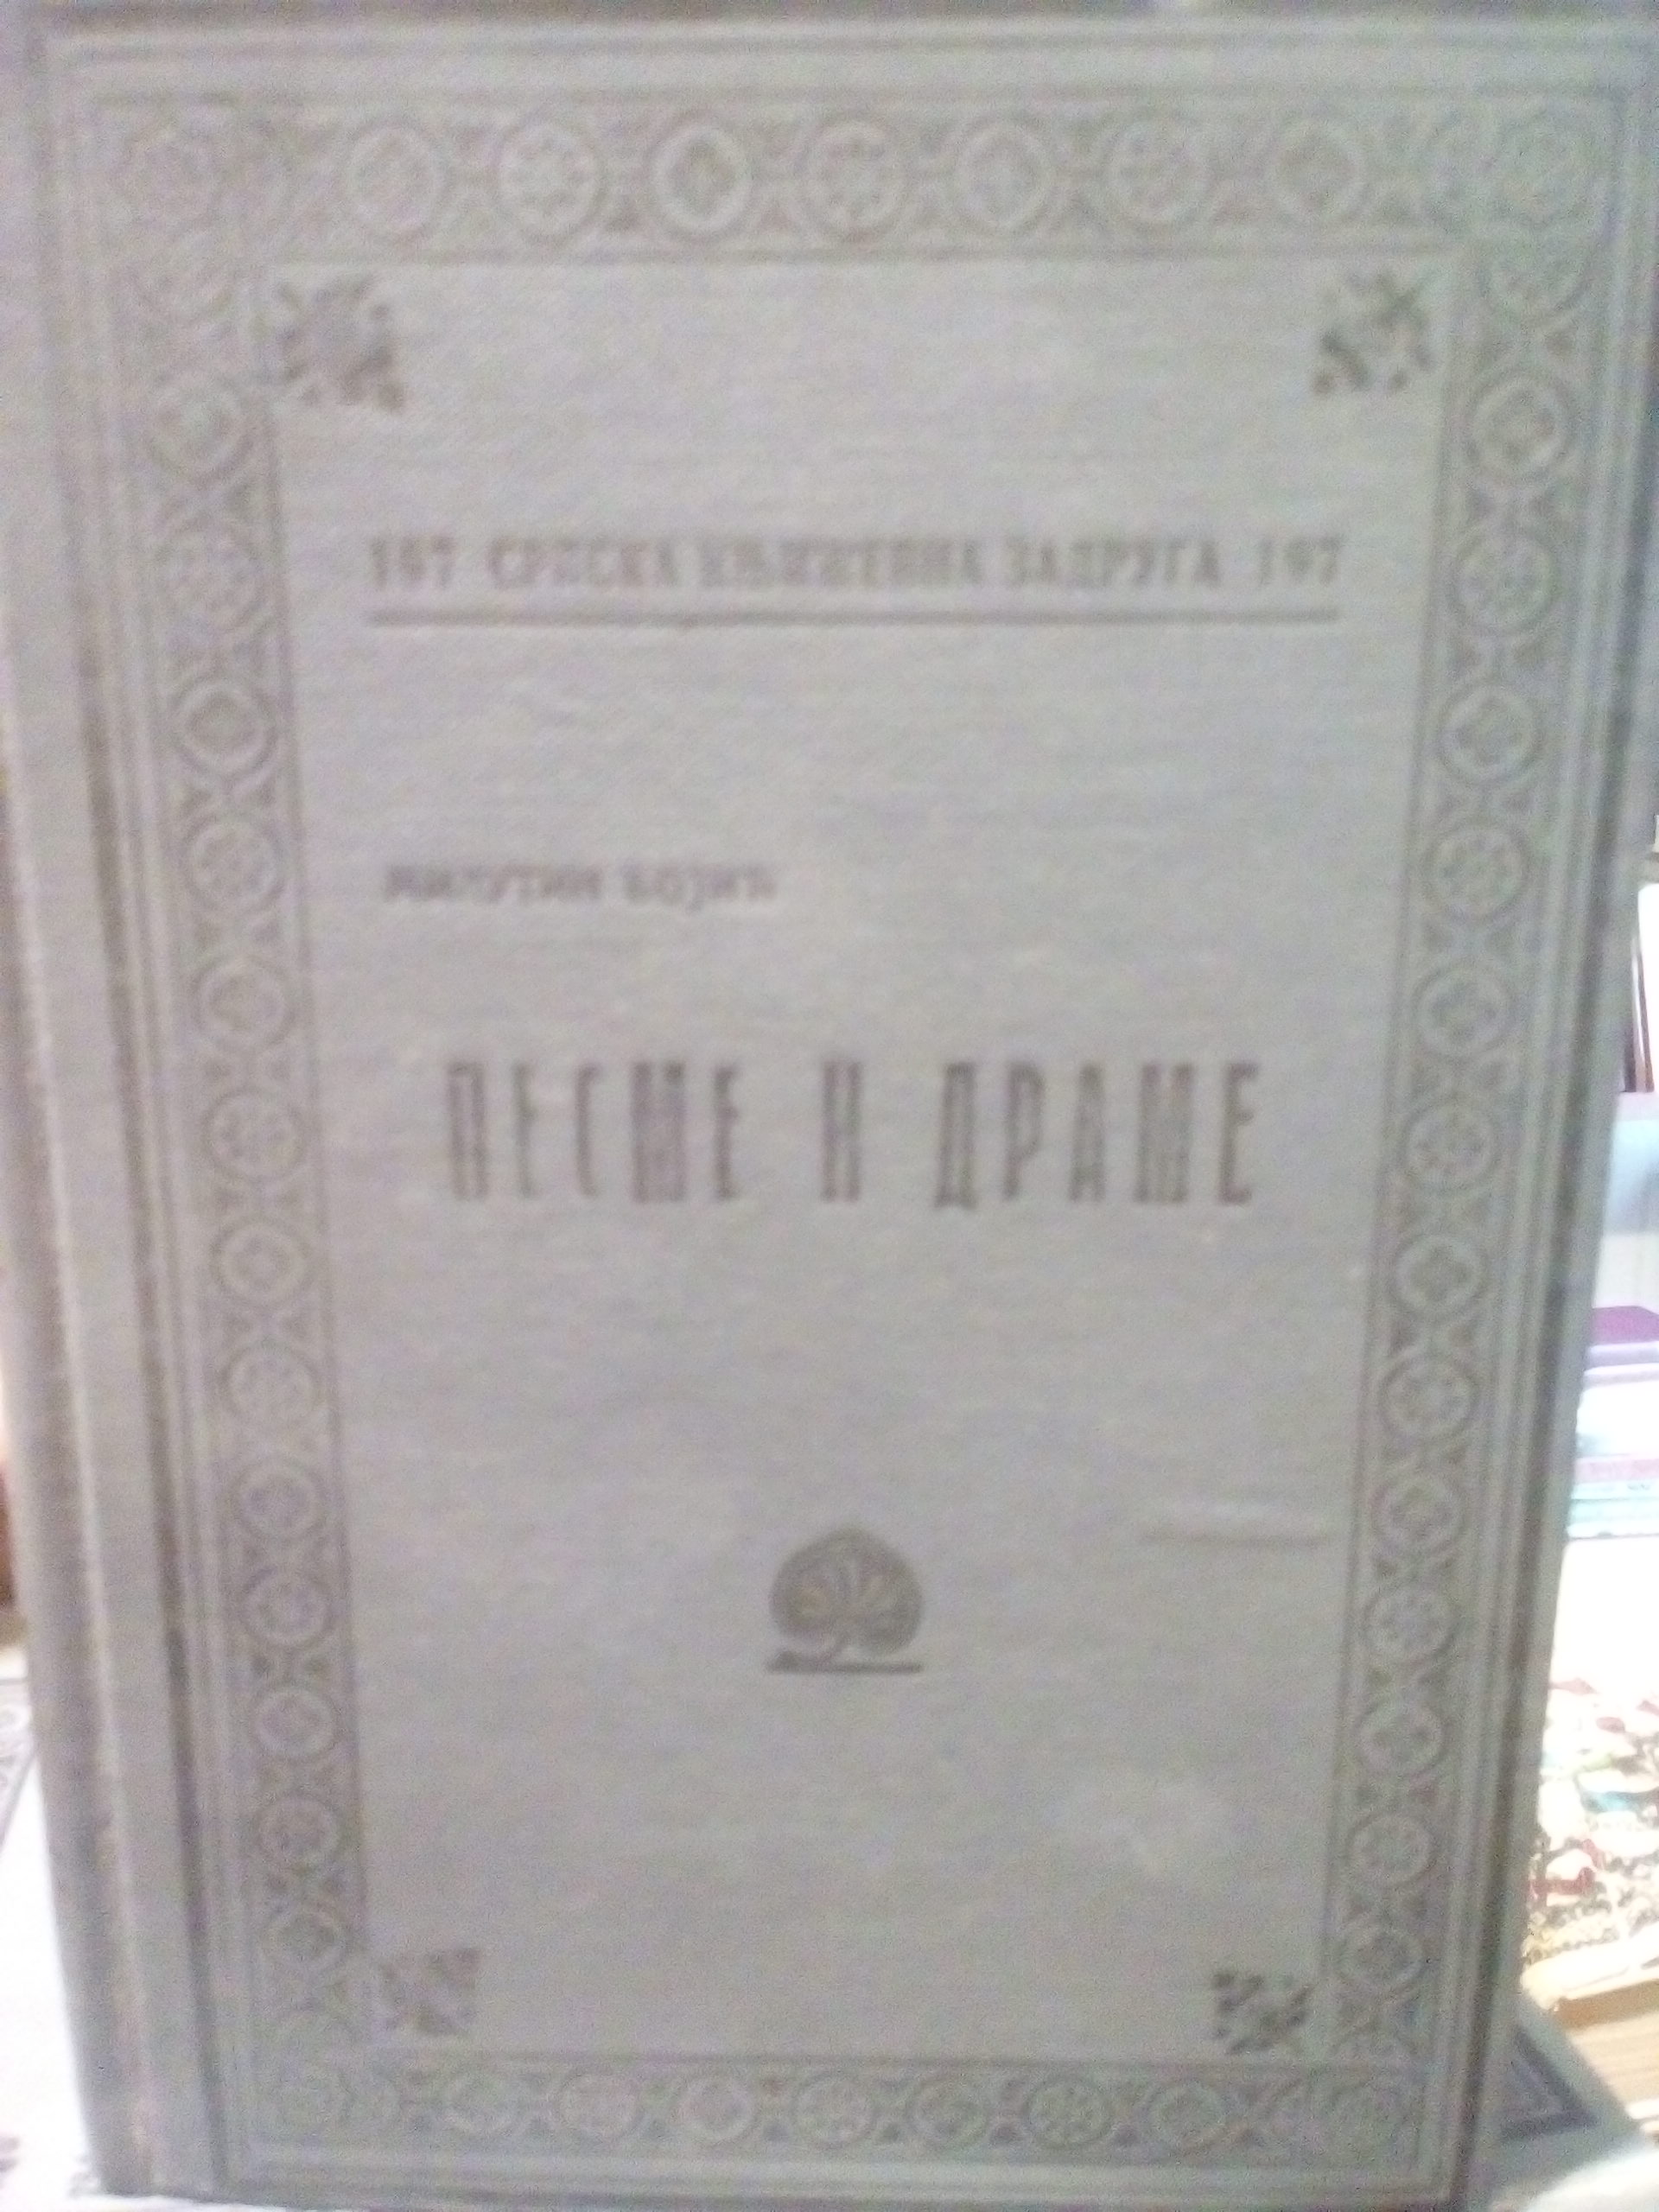 197 СРПСКА КЊИЖЕВНА ЗАДРУГА 197
МИЛУТИН БОЈИЋ
ПЕСМЕ И ДРАМЕ